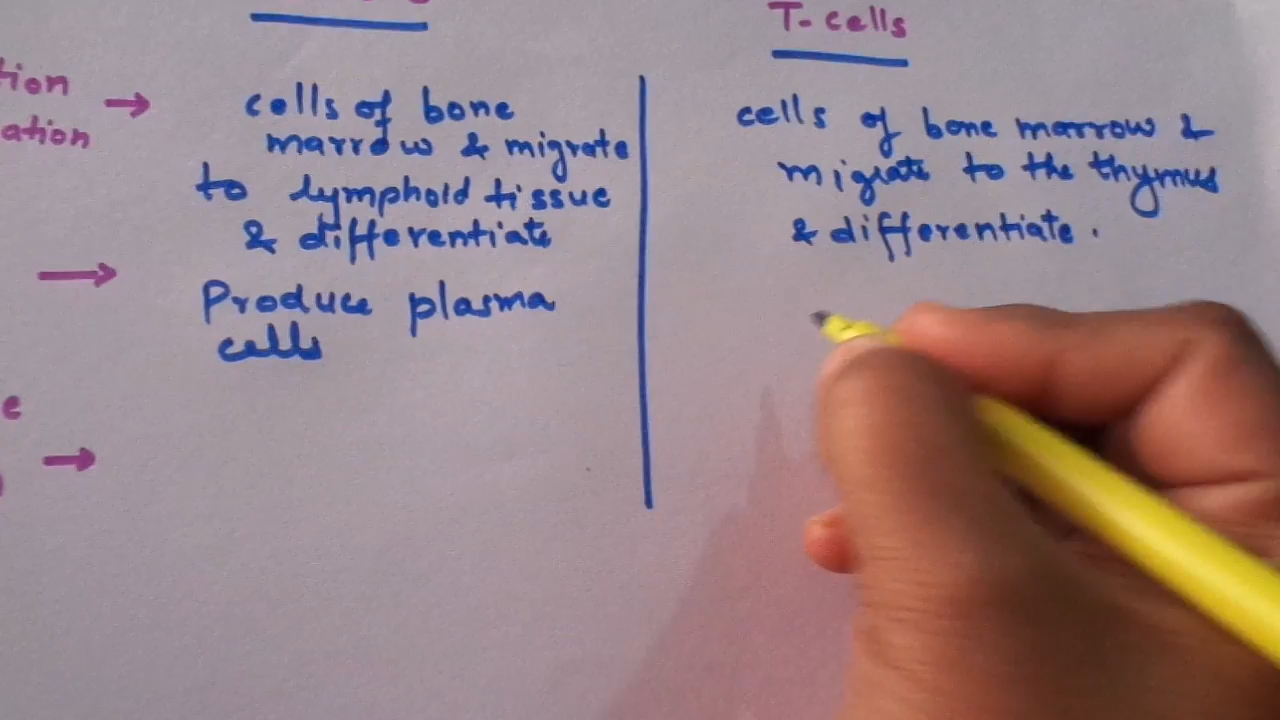 T-cells
tion
ation
cells of bone
marrow & migrate
to lymphoid tissue
& differentiate
cells of bone marrow &
migrate to the thymus
& differentiate.
Produce plasma
cells
e